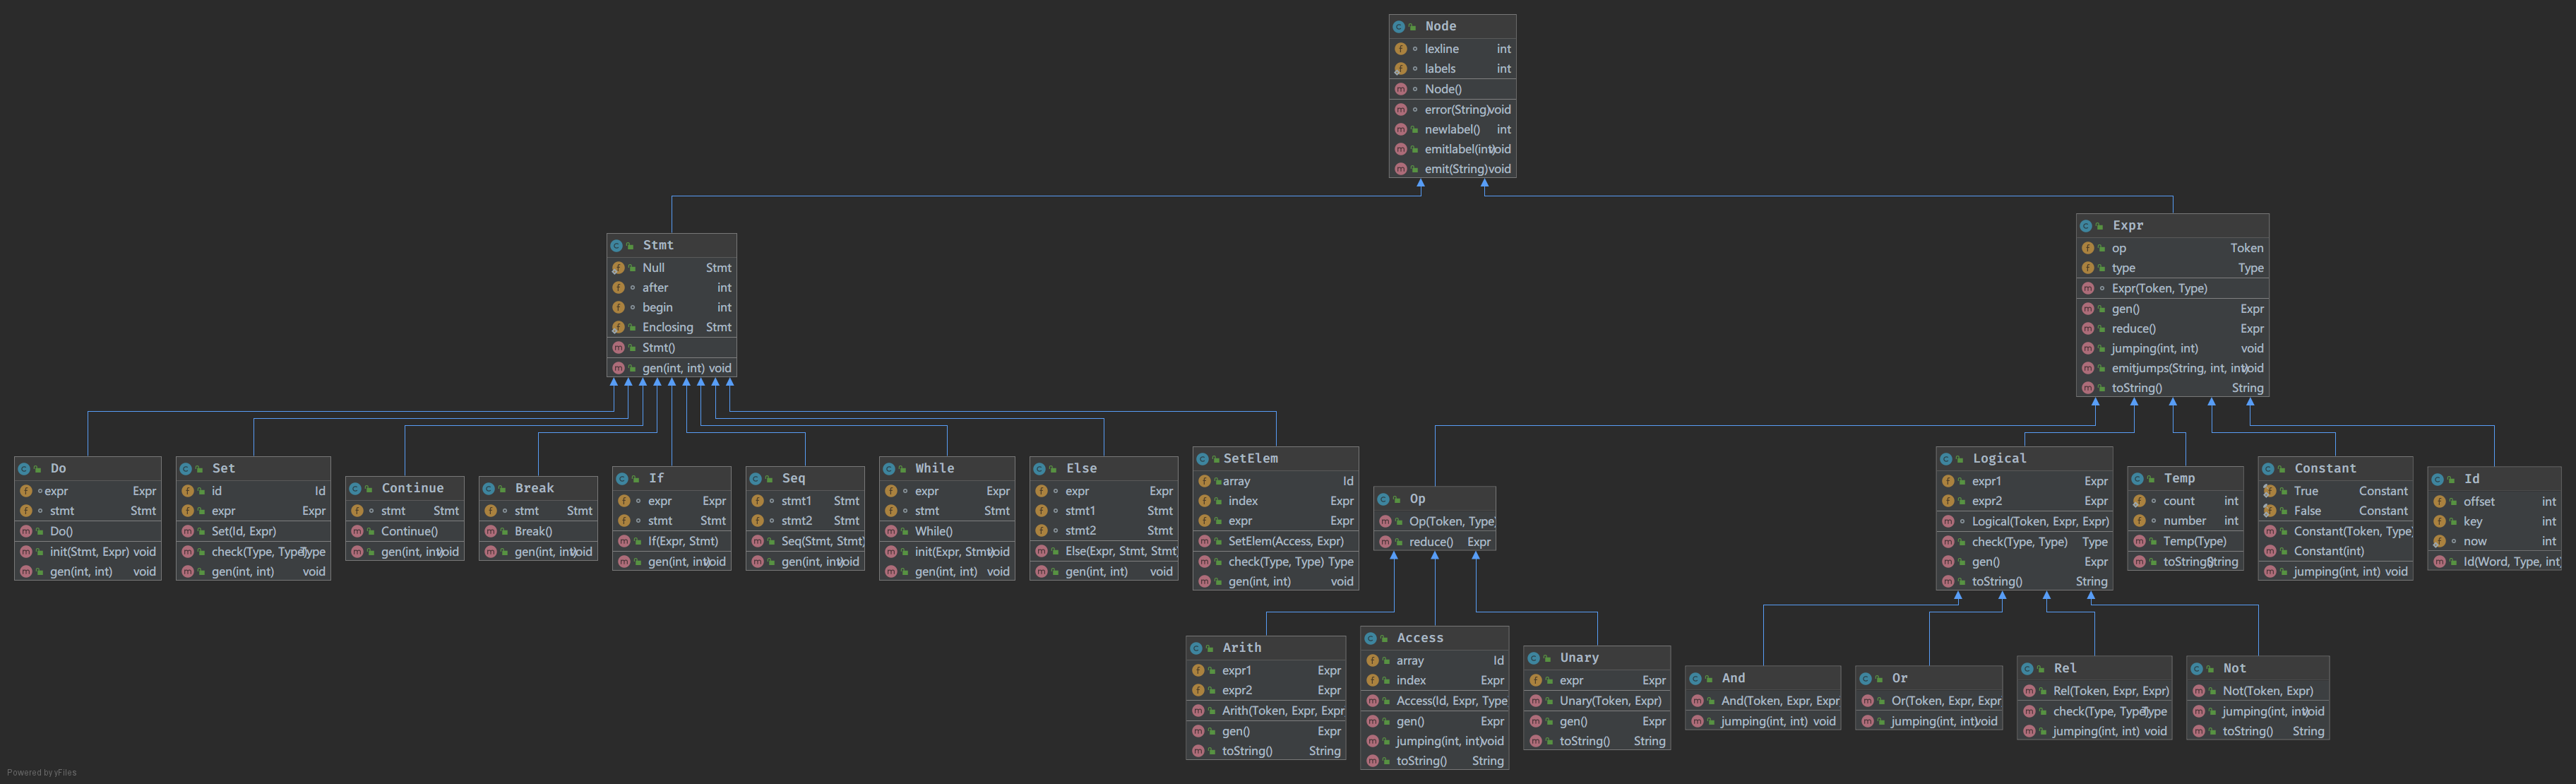 Node
lexline int
labels int
Node()
error(String) void
newlabel() int
emitlabel(int) void
emit(String) void
Stmt
Null Stmt
after int
begin int
Enclosing Stmt
Stmt()
gen(int, int) void
Expr
op Token
type Type
Expr(Token, Type)
gen() Expr
reduce() Expr
jumping(int, int) void
emitjumps(String, int, int) void
toString() String
Do
expr Expr
stmt Stmt
Do()
init(Stmt, Expr) void
gen(int, int) void
Set
id Id
expr Expr
Set(Id, Expr)
check(Type, Type) Type
gen(int, int) void
Continue
stmt Stmt
Continue()
gen(int, int) void
Break
stmt Stmt
Break()
gen(int, int) void
If
expr Expr
stmt Stmt
If(Expr, Stmt)
gen(int, int) void
Seq
stmt1 Stmt
stmt2 Stmt
Seq(Stmt, Stmt)
gen(int, int) void
While
expr Expr
stmt Stmt
While()
init(Expr, Stmt) void
gen(int, int) void
Else
expr Expr
stmt1 Stmt
stmt2 Stmt
Else(Expr, Stmt, Stmt)
gen(int, int) void
SetElem
array Id
index Expr
expr Expr
SetElem(Access, Expr)
check(Type, Type) Type
gen(int, int) void
Op
Op(Token, Type)
reduce() Expr
Logical
expr1 Expr
expr2 Expr
Logical(Token, Expr, Expr)
check(Type, Type) Type
gen() Expr
toString() String
Temp
count int
number int
Temp(Type)
toString() String
Constant
True Constant
False Constant
Constant(Token, Type)
Constant(int)
jumping(int, int) void
Id
offset int
key int
now int
Id(Word, Type, int)
Arith
expr1 Expr
expr2 Expr
Arith(Token, Expr, Expr
gen() Expr
toString() String
Access
array Id
index Expr
Access(Id, Expr, Type
gen() Expr
jumping(int, int) void
toString() String
Unary
expr Expr
Unary(Token, Expr)
gen() Expr
toString() String
And
And(Token, Expr, Expr
jumping(int, int) void
Or
Or(Token, Expr, Expr
jumping(int, int) void
Rel
Rel(Token, Expr, Expr)
check(Type, Type) Type
jumping(int, int) void
Not
Not(Token, Expr)
jumping(int, int) void
toString() String
Powered by yFiles